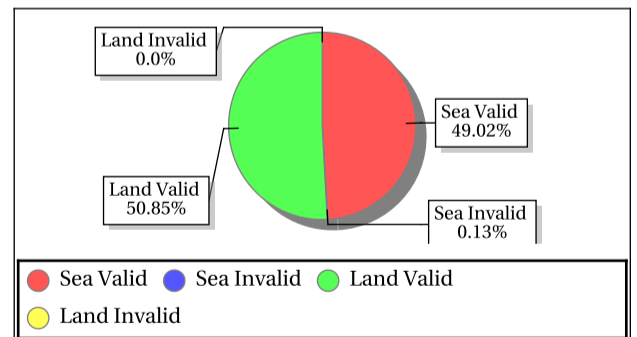 Land Invalid
0.0%
Sea Valid
49.02%
Land Valid
50.85%
Sea Invalid
0.13%
Sea Valid Sea Invalid Land Valid
Land Invalid